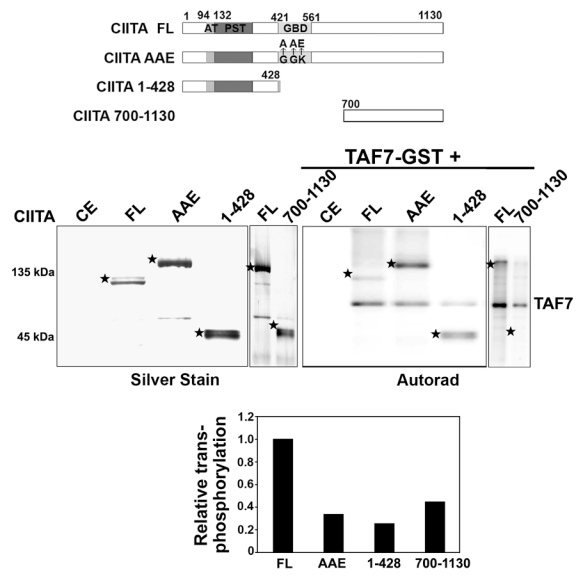 1 94 132 421 561 1130
CIITA FL AT PST GBD
A AE
CIITA AAE G GK
CIITA 1-428 428
700
CIITA 700-1130
TAF7-GST +
CIITA CE FL AAE 1-428 FL 700-1130 CE FL AAE 1-428 FL 700-1130
135 kDa
TAF7
45 kDa
Silver Stain Autorad
Relative trans-
phosphorylation
1.2
1.0
0.8
0.6
0.4
0.2
0
FL AAE 1-428 700-1130